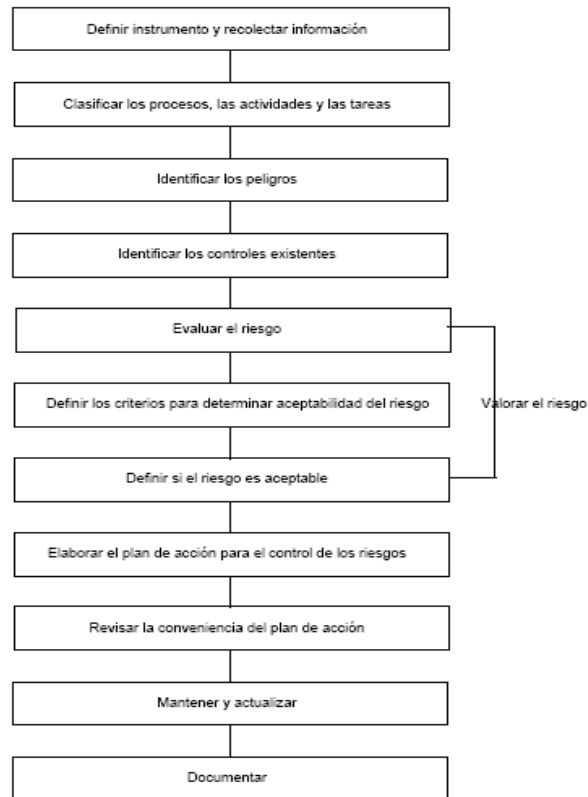 Definir instrumento y recolectar información
Clasificar los procesos, las actividades y las tareas
Identificar los peligros
Identificar los controles existentes
Evaluar el riesgo
Definir los criterios para determinar aceptabilidad del riesgo
Valorar el riesgo
Definir si el riesgo es aceptable
Elaborar el plan de acción para el control de los riesgos
Revisar la conveniencia del plan de acción
Mantener y actualizar
Documentar